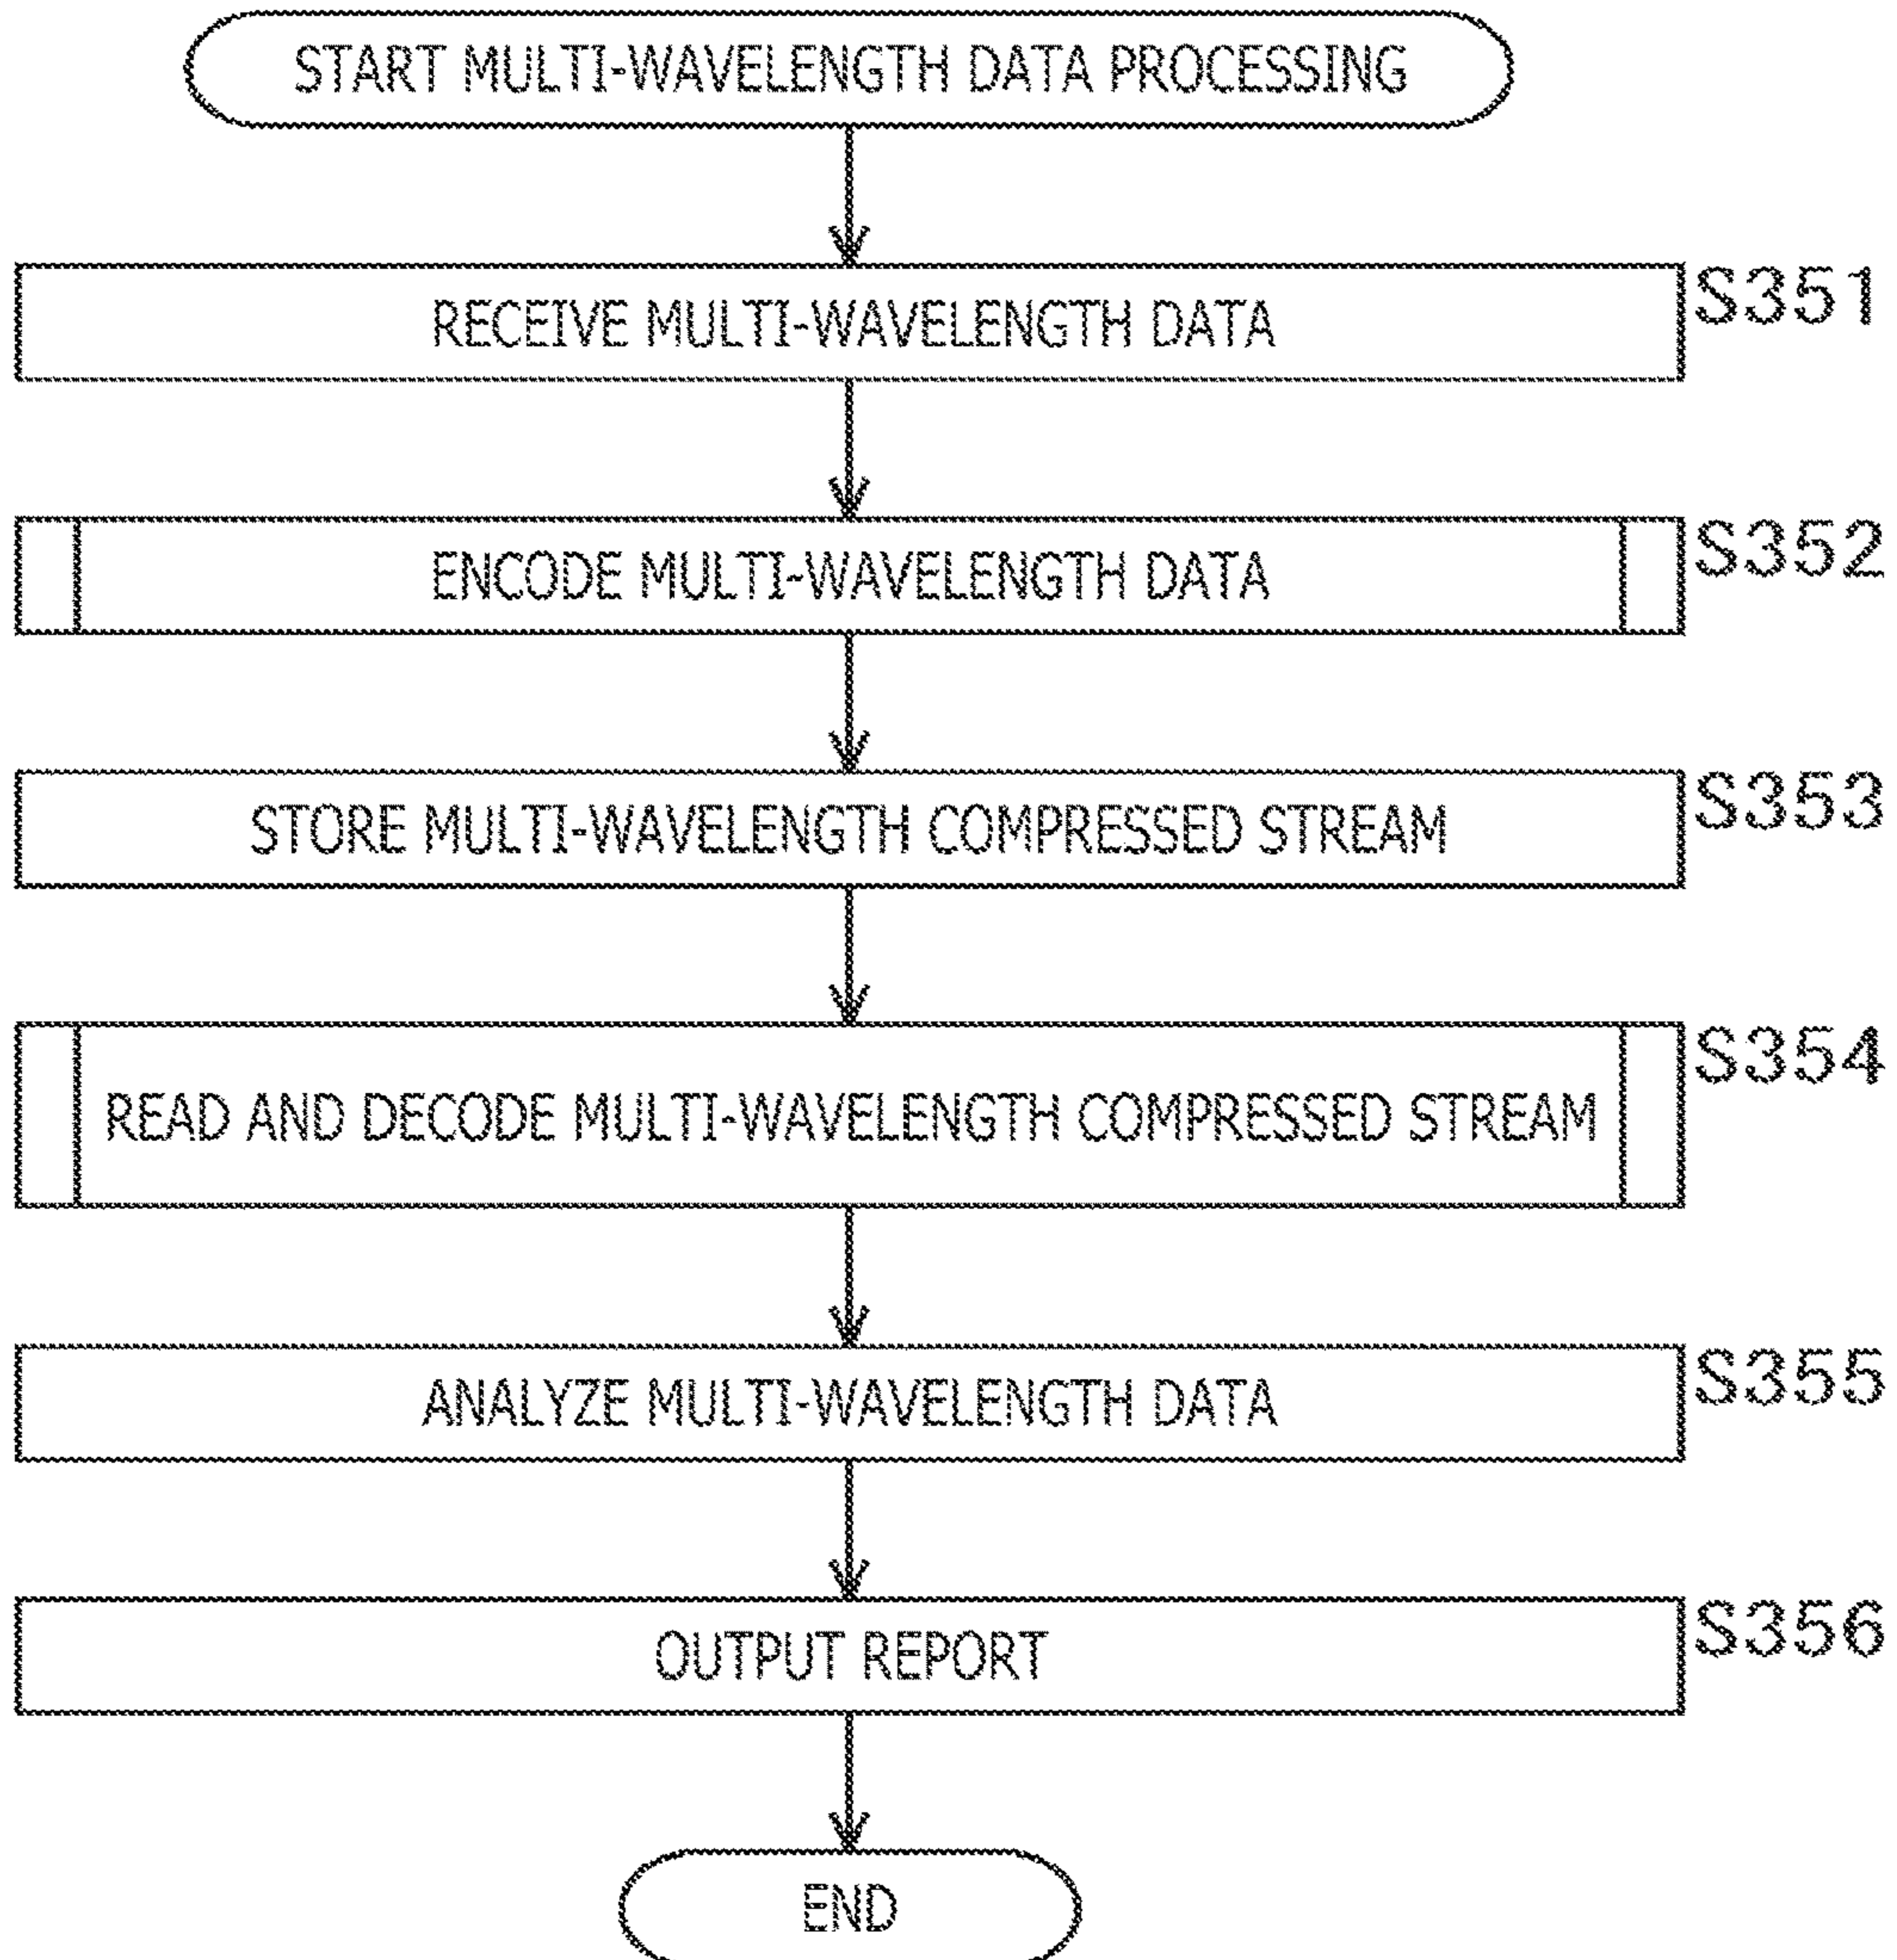 START MULTI-WAVELENGTH DATA PROCESSING
RECEIVE MULTI-WAVELENGTH DATA
S351
ENCODE MULTI-WAVELENGTH DATA
S352
STORE MULTI-WAVELENGTH COMPRESSED STREAM
S353
READ AND DECODE MULTI-WAVELENGTH COMPRESSED STREAM
S354
ANALYZE MULTI-WAVELENGTH DATA
S355
OUTPUT REPORT
S356
END